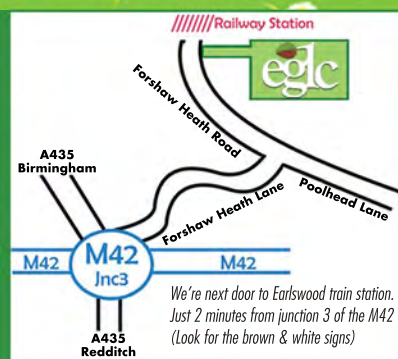 ////////Railway Station
eglc
Forshaw Heath Road
A435
Birmingham
Forshaw Heath Lane
Poolhead Lane
M42
M42
Jnc3
M42
A435
Redditch
We're next door to Earlswood train station.
Just 2 minutes from junction 3 of the M42
(Look for the brown & white signs)